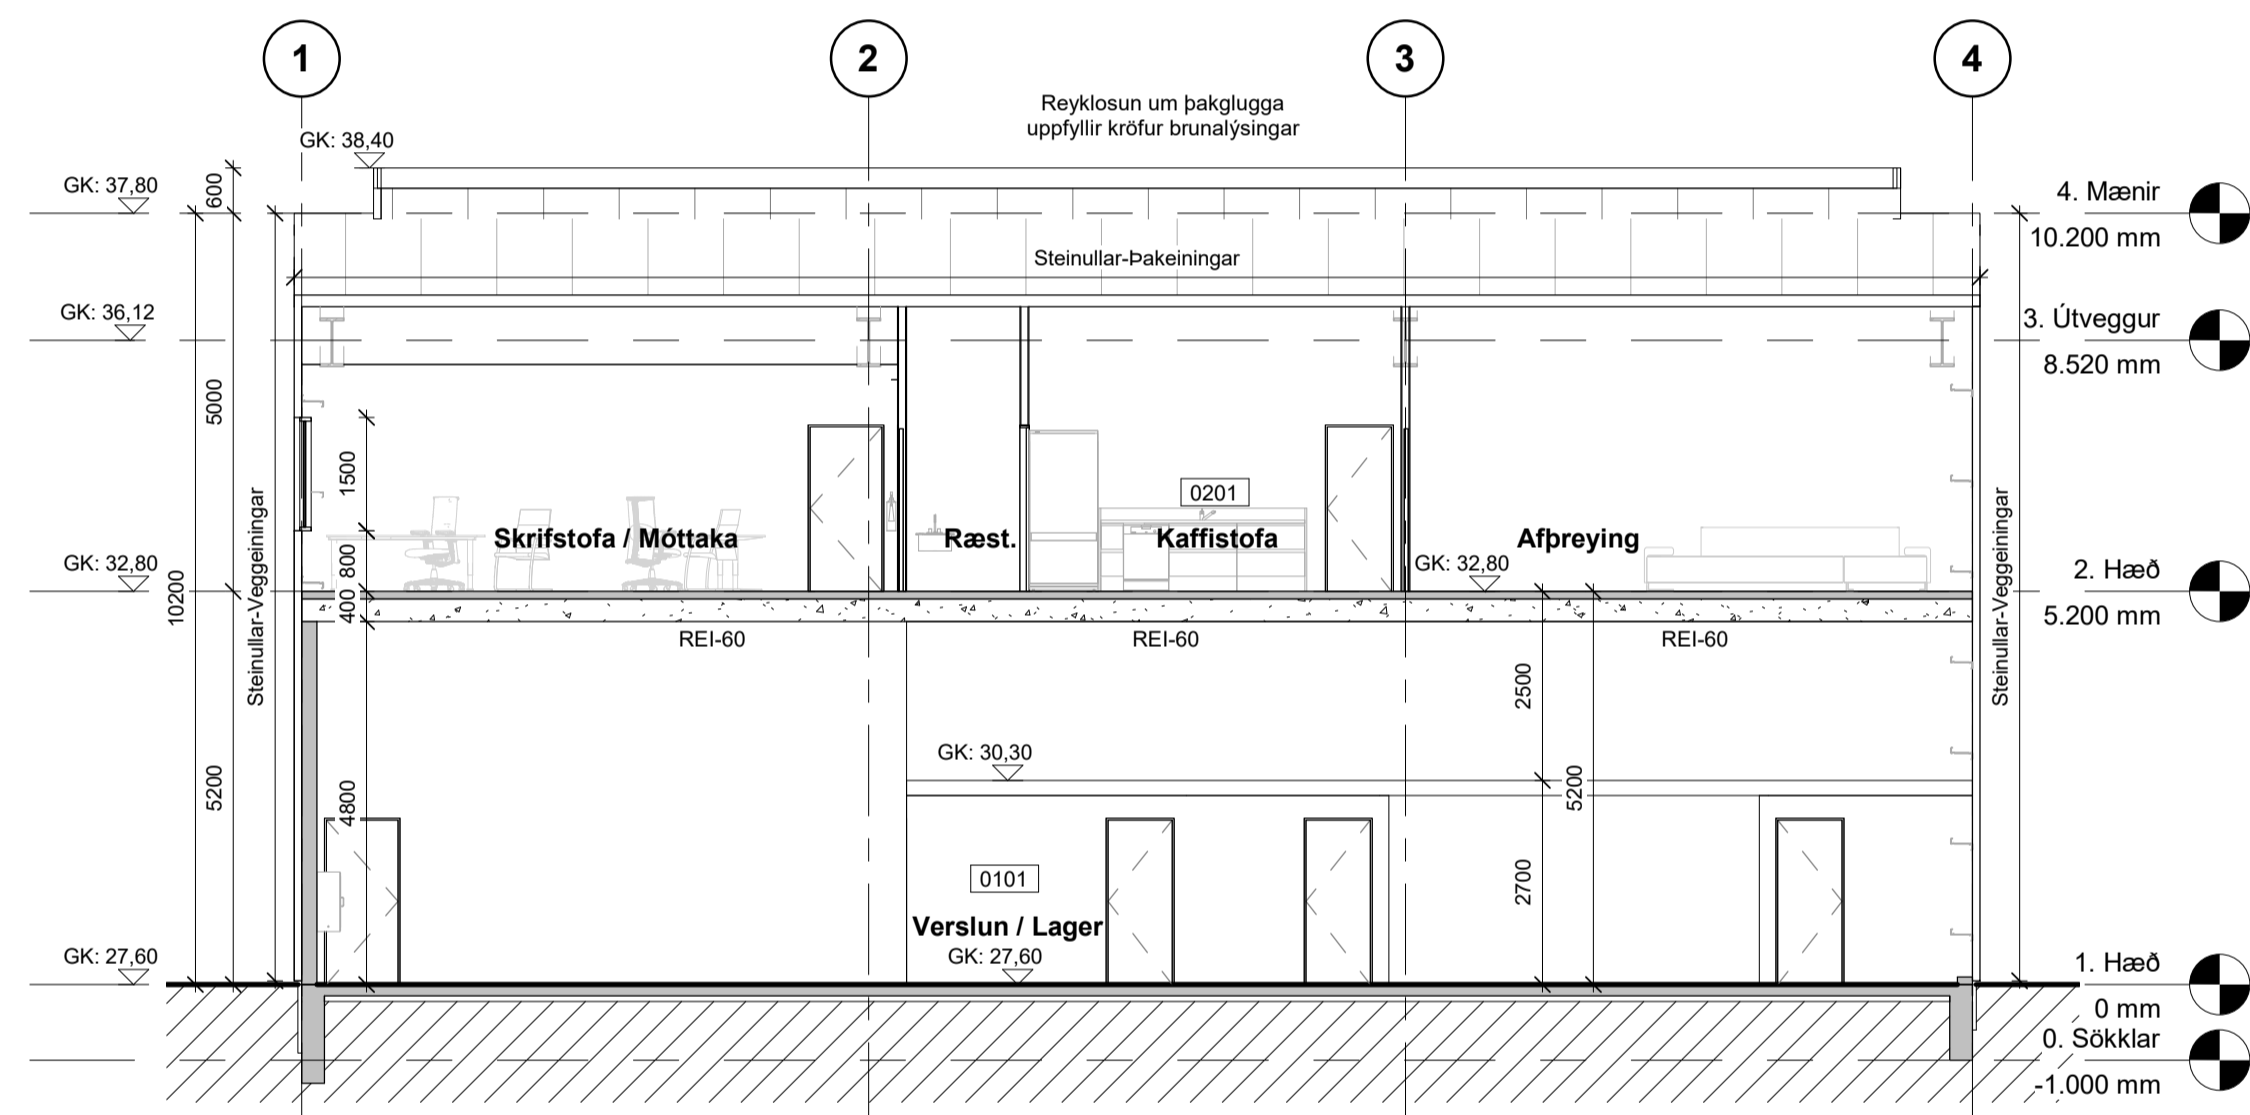 1
2
3
4
Reyklosun um þakglugga
uppfyllir kröfur brunalýsingar
GK: 38,40
GK: 37,80
600
4. Mænir
10.200 mm
Steinullar-Þakeiningar
GK: 36,12
3. Útveggur
8.520 mm
5000
1500
800
400
0201
Skrifstofa / Móttaka
Ræst.
Kaffistofa
Afþreying
GK: 32,80
GK: 32,80
2. Hæð
5.200 mm
10200
Steinullar-Veggeiningar
Steinullar-Veggeiningar
REI-60
REI-60
REI-60
2500
GK: 30,30
5200
4800
5200
2700
0101
Verslun / Lager
GK: 27,60
GK: 27,60
1. Hæð
0 mm
0. Sökklar
-1.000 mm